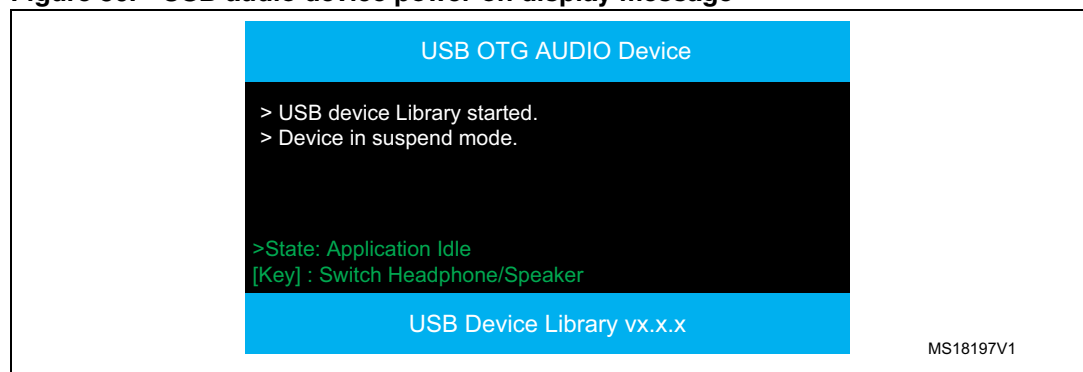 USB OTG AUDIO Device
> USB device Library started.
> Device in suspend mode.
>State: Application Idle
[Key] : Switch Headphone/Speaker
USB Device Library vx.x.x
MS18197V1